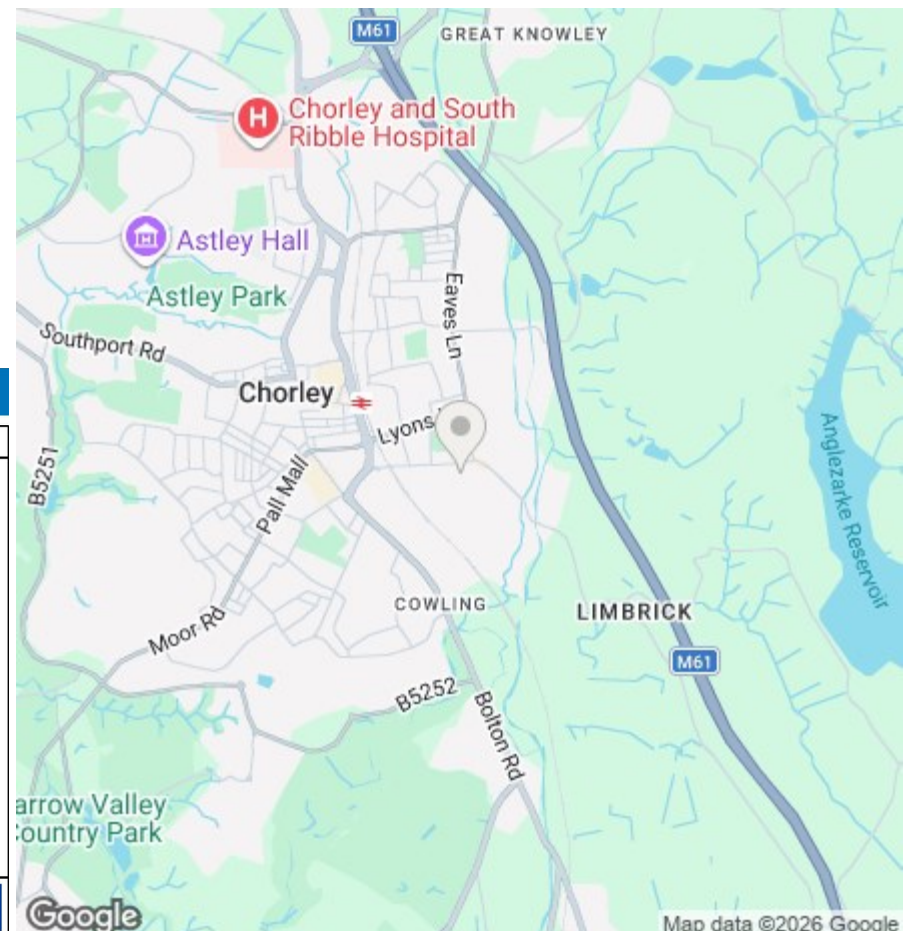 M61
GREAT KNOWLEY
H
Chorley and South
Ribble Hospital
Astley Hall
Astley Park
Eaves Ln
Southport Rd
Chorley
Lyons
B5251
Pall Mall
Anglezarke Reservoir
COWLING
LIMBRICK
Moor Rd
M61
B5252
Bolton Rd
arrow Valley
Country Park
Google
Map data ©2026 Google